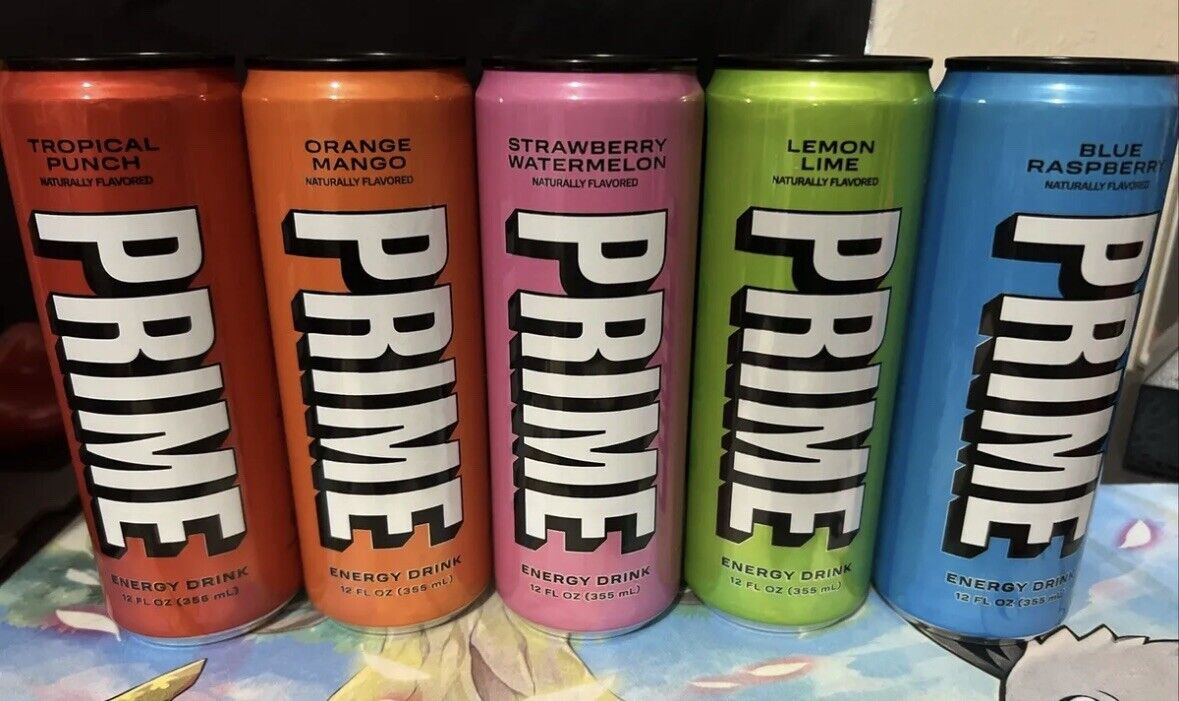 TROPICAL
PUNCH
NATURALLY FLAVORED
PRIME
ENERGY DRINK
12 FL OZ (355 mL)
ORANGE
MANGO
NATURALLY FLAVORED
PRIME
ENERGY DRINK
12 FL OZ (355 mL)
STRAWBERRY
WATERMELON
NATURALLY FLAVORED
PRIME
ENERGY DRINK
12 FL OZ (355 mL)
LEMON
LIME
NATURALLY FLAVORED
PRIME
ENERGY DRINK
12 FL OZ (355 mL)
BLUE
RASPBERRY
NATURALLY FLAVORED
PRIME
ENERGY DRINK
12 FL OZ (355 mL)